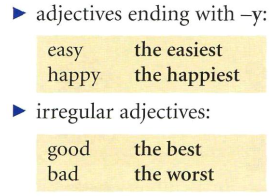 ► adjectives ending with –y:
easy the easiest
happy the happiest
► irregular adjectives:
good the best
bad the worst